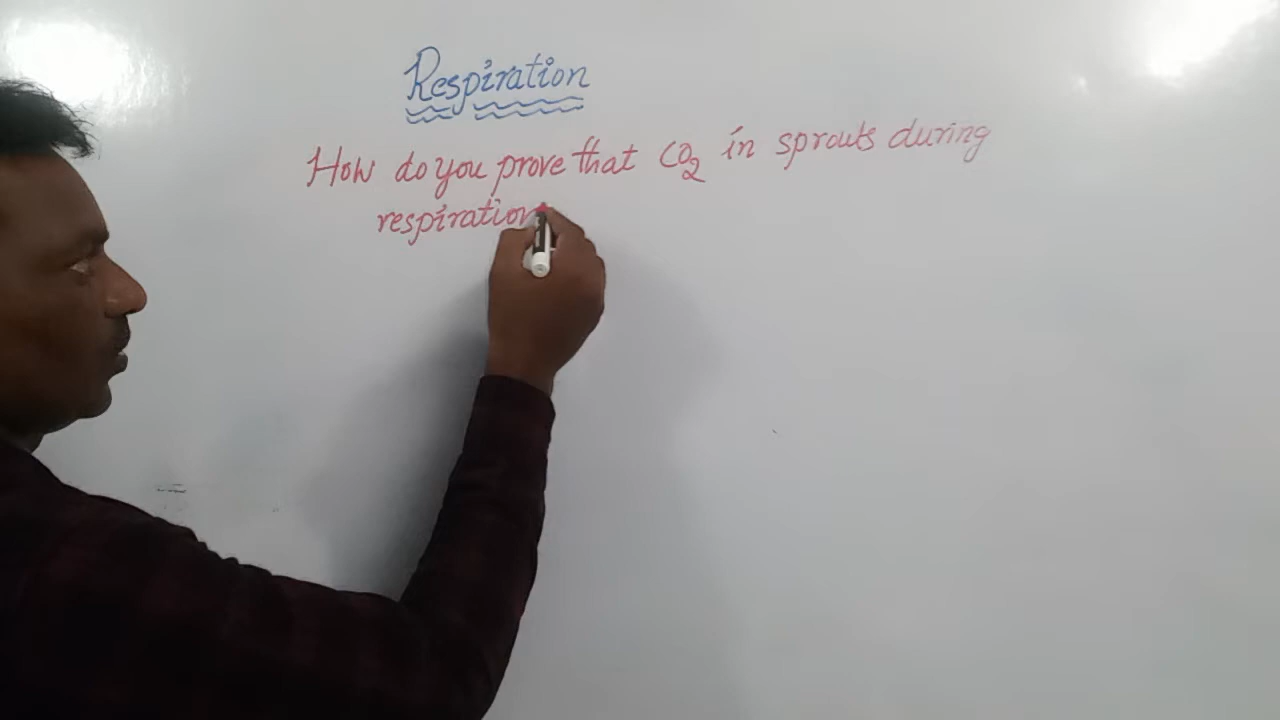 Respiration
How do you prove that CO2 in sprouts during
respiration